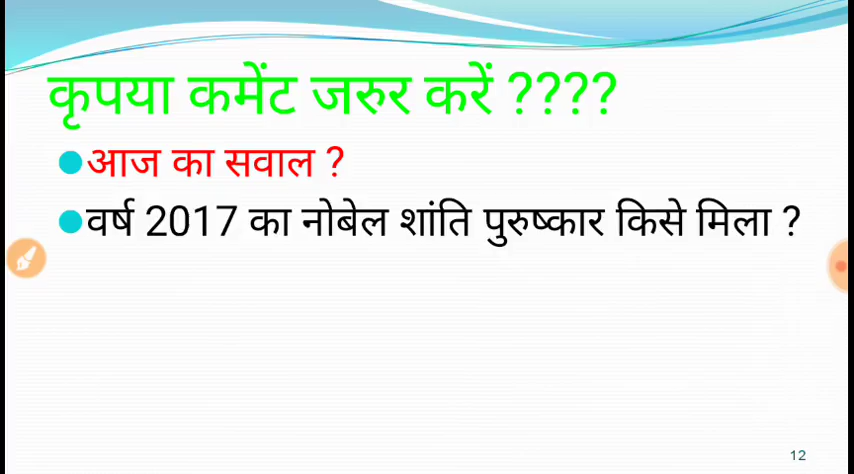 कृपया कमेंट जरुर करें ????
आज का सवाल ?
वर्ष 2017 का नोबेल शांति पुरुष्कार किसे मिला ?
12